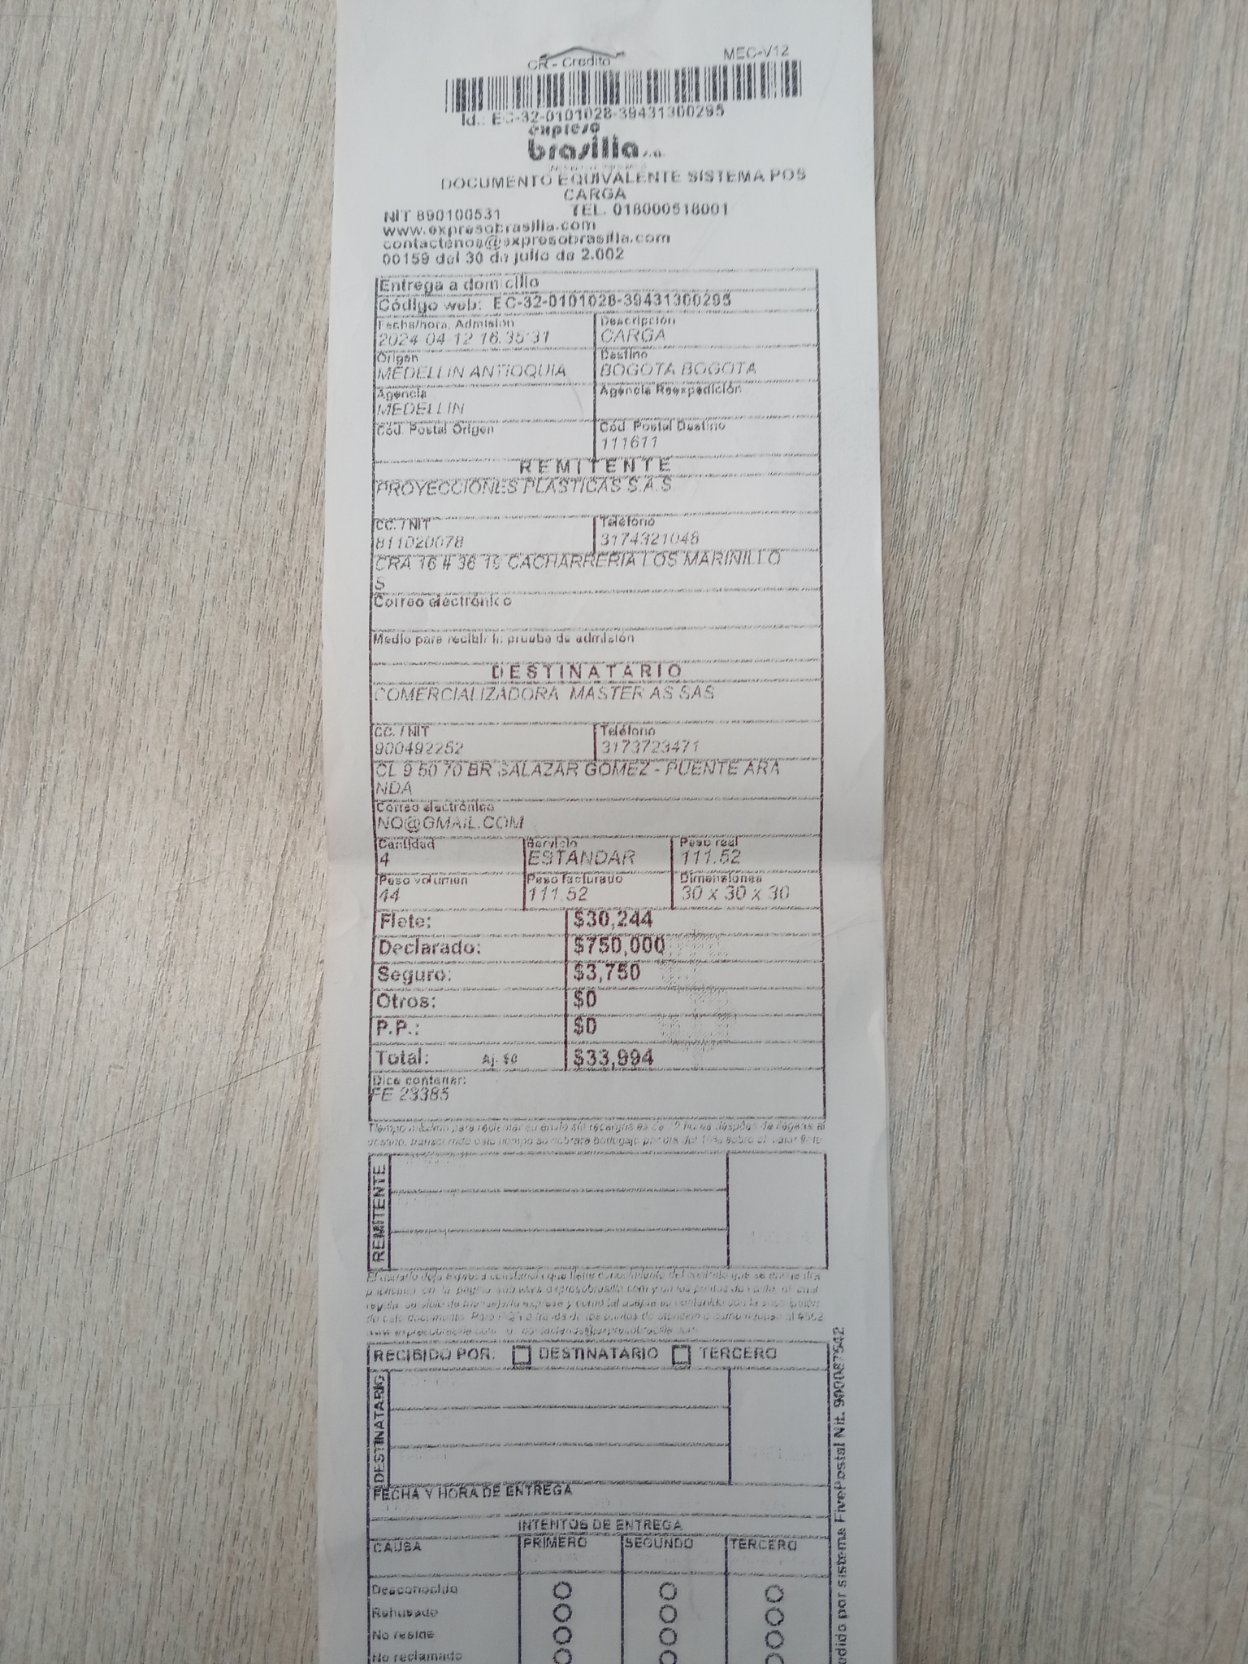 CR - Credito
MEC-V12
Id.: EC-32-0101028-39431300295
expreso
brasilia s.a.
DOCUMENTO EQUIVALENTE SISTEMA POS
CARGA
NIT 890100531 TEL. 018000518001
www.expresobrasilia.com
contactenos@expresobrasilia.com
00159 del 30 de julio de 2.002
Entrega a domicilio
Código web: EC-32-0101028-39431300295
Fecha/hora. Admisión Descripción
2024-04-12 16:35:31 CARGA
Origen Destino
MEDELLIN ANTIOQUIA BOGOTA BOGOTA
Agencia Agencia Reexpedición
MEDELLIN
Cód. Postal Origen Cód. Postal Destino
111611
REMITENTE
PROYECCIONES PLASTICAS S.A.S
CC. / NIT Teléfono
811020078 3174321048
CRA 16 # 36 19 CACHARRERIA LOS MARINILLO
S
Correo electrónico
Medio para recibir la prueba de admisión
DESTINATARIO
COMERCIALIZADORA MASTER AS SAS
CC. / NIT Teléfono
900492252 3173723471
CL 9 50 70 BR SALAZAR GOMEZ - PUENTE ARA
NDA
Correo electrónico
NO@GMAIL.COM
Cantidad Servicio Peso real
4 ESTANDAR 111.52
Peso volumen Peso facturado Dimensiones
44 111.52 30 x 30 x 30
Flete: $30,244
Declarado: $750,000
Seguro: $3,750
Otros: $0
P.P.: $0
Total: Aj. $0 $33,994
Dice contener:
FE 23385
REMITENTE
RECIBIDO POR: DESTINATARIO TERCERO
DESTINATARIO
FECHA Y HORA DE ENTREGA
INTENTOS DE ENTREGA
CAUSA PRIMERO SEGUNDO TERCERO
Desconocido
Rehusado
No reside
No reclamado
edido por sistema FivePostal Nit. 900087542